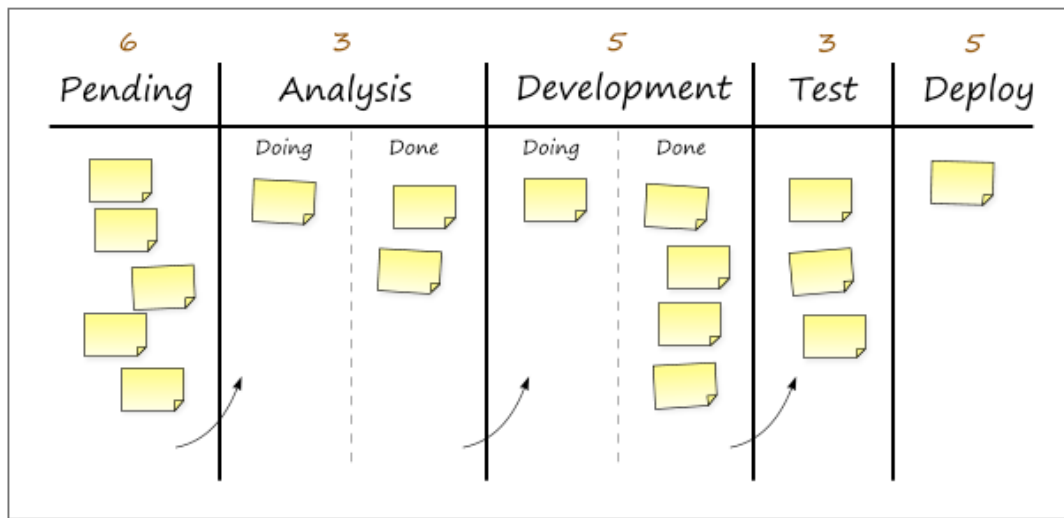 6 3 5 3 5
Pending Analysis Development Test Deploy
Doing Done Doing Done